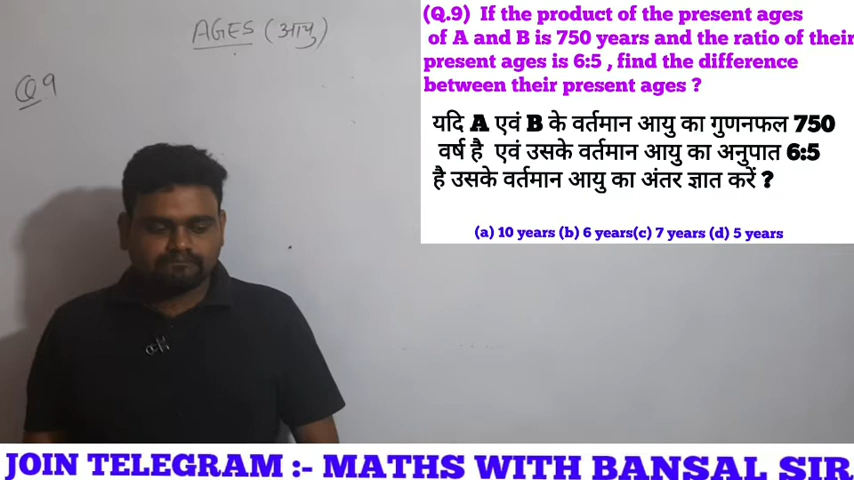 AGES (आयु)
Q9
(Q.9) If the product of the present ages
of A and B is 750 years and the ratio of their
present ages is 6:5 , find the difference
between their present ages ?
यदि A एवं B के वर्तमान आयु का गुणनफल 750
वर्ष है एवं उसके वर्तमान आयु का अनुपात 6:5
है उसके वर्तमान आयु का अंतर ज्ञात करें ?
(a) 10 years (b) 6 years(c) 7 years (d) 5 years
JOIN TELEGRAM :- MATHS WITH BANSAL SIR